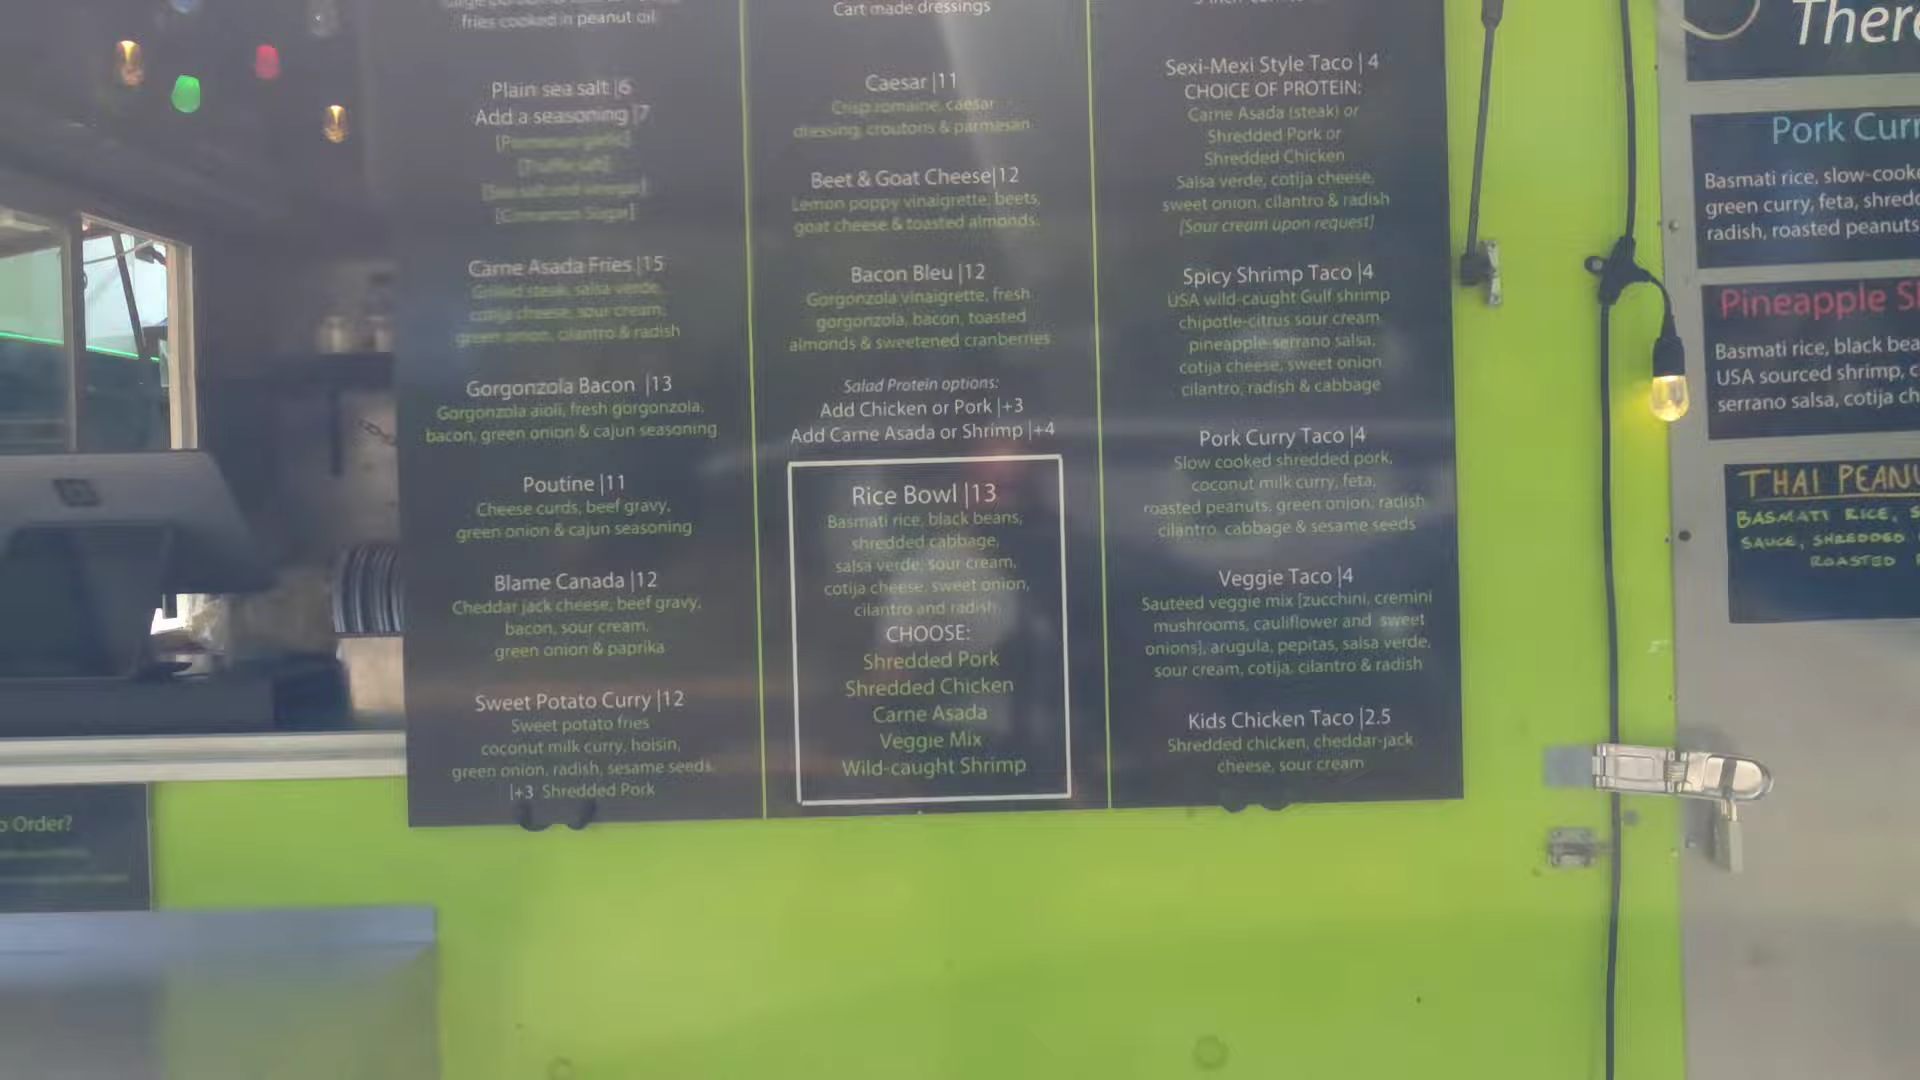 fries cooked in peanut oil
Plain sea salt |6
Add a seasoning |7
[Parmesan garlic]
[Truffle salt]
[Sea salt and vinegar]
[Cinnamon Sugar]
Carne Asada Fries |15
Grilled steak, salsa verde,
cotija cheese, sour cream,
green onion, cilantro & radish
Gorgonzola Bacon |13
Gorgonzola aioli, fresh gorgonzola,
bacon, green onion & cajun seasoning
Poutine |11
Cheese curds, beef gravy,
green onion & cajun seasoning
Blame Canada |12
Cheddar jack cheese, beef gravy,
bacon, sour cream,
green onion & paprika
Sweet Potato Curry |12
Sweet potato fries
coconut milk curry, hoisin,
green onion, radish, sesame seeds
|+3 Shredded Pork
Cart made dressings
Caesar |11
Crisp romaine, caesar
dressing, croutons & parmesan
Beet & Goat Cheese|12
Lemon poppy vinaigrette, beets,
goat cheese & toasted almonds
Bacon Bleu |12
Gorgonzola vinaigrette, fresh
gorgonzola, bacon, toasted
almonds & sweetened cranberries
Salad Protein options:
Add Chicken or Pork |+3
Add Carne Asada or Shrimp |+4
Rice Bowl |13
Basmati rice, black beans,
shredded cabbage,
salsa verde, sour cream,
cotija cheese, sweet onion,
cilantro and radish
CHOOSE:
Shredded Pork
Shredded Chicken
Carne Asada
Veggie Mix
Wild-caught Shrimp
Sexi-Mexi Style Taco | 4
CHOICE OF PROTEIN:
Carne Asada (steak) or
Shredded Pork or
Shredded Chicken
Salsa verde, cotija cheese,
sweet onion, cilantro & radish
[Sour cream upon request]
Spicy Shrimp Taco |4
USA wild-caught Gulf shrimp
chipotle-citrus sour cream
pineapple-serrano salsa,
cotija cheese, sweet onion
cilantro, radish & cabbage
Pork Curry Taco |4
Slow cooked shredded pork,
coconut milk curry, feta,
roasted peanuts, green onion, radish
cilantro, cabbage & sesame seeds
Veggie Taco |4
Sautéed veggie mix [zucchini, cremini
mushrooms, cauliflower and sweet
onions], arugula, pepitas, salsa verde,
sour cream, cotija, cilantro & radish
Kids Chicken Taco |2.5
Shredded chicken, cheddar-jack
cheese, sour cream
Order?
Ther
Pork Curr
Basmati rice, slow-cooke
green curry, feta, shredd
radish, roasted peanuts
Pineapple S
Basmati rice, black bea
USA sourced shrimp, c
serrano salsa, cotija ch
THAI PEANU
BASMATI RICE, S
SAUCE, SHREDDED
ROASTED